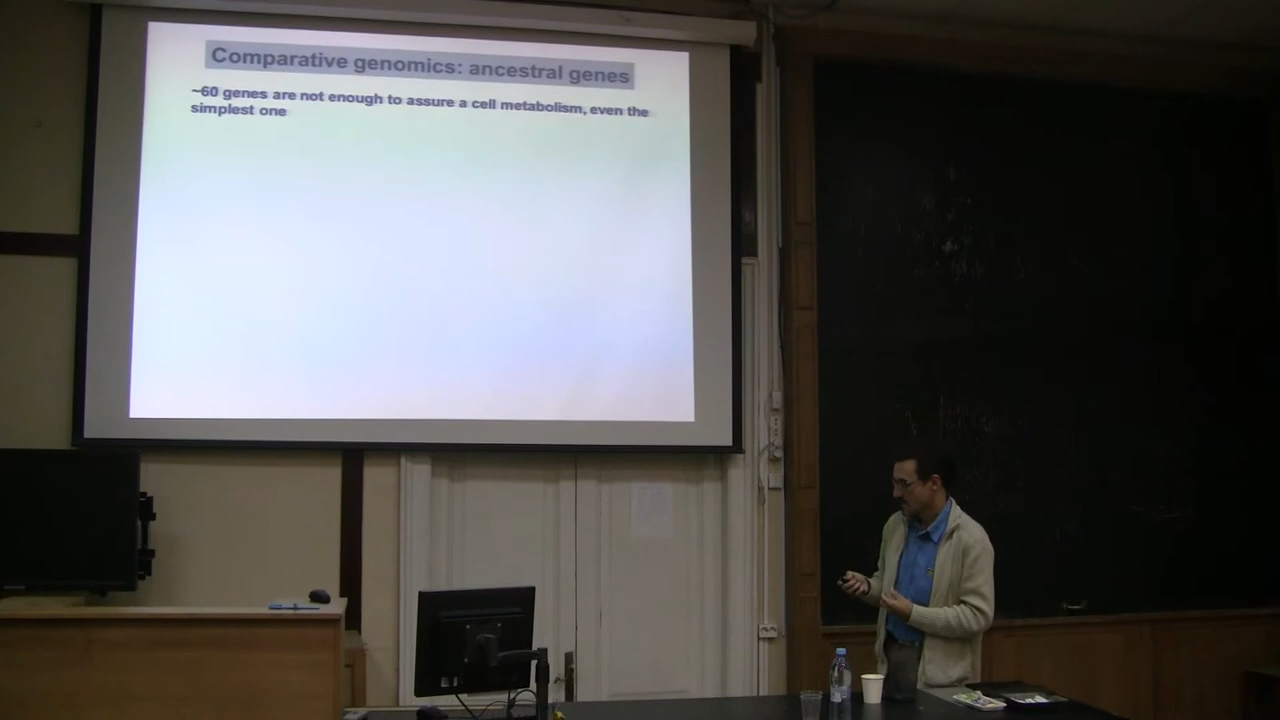 Comparative genomics: ancestral genes
~60 genes are not enough to assure a cell metabolism, even the
simplest one